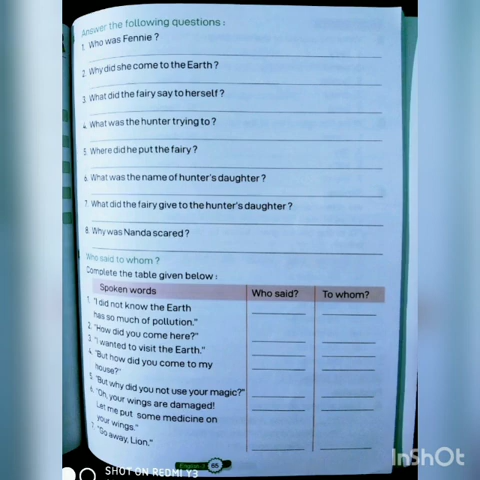 Answer the following questions :
1. Who was Fennie ?
2. Why did she come to the Earth ?
3. What did the fairy say to herself ?
4. What was the hunter trying to ?
5. Where did he put the fairy ?
6. What was the name of hunter's daughter ?
7. What did the fairy give to the hunter's daughter ?
8. Why was Nanda scared ?
Who said to whom ?
Complete the table given below :
Spoken words Who said? To whom?
1. "I did not know the Earth
has so much of pollution."
2. "How did you come here?"
3. "I wanted to visit the Earth."
4. "But how did you come to my
house?"
5. "But why did you not use your magic?"
6. "Oh, your wings are damaged!
Let me put some medicine on
your wings."
7. "Go away, Lion."
66
SHOT ON REDMI Y3
InShOt